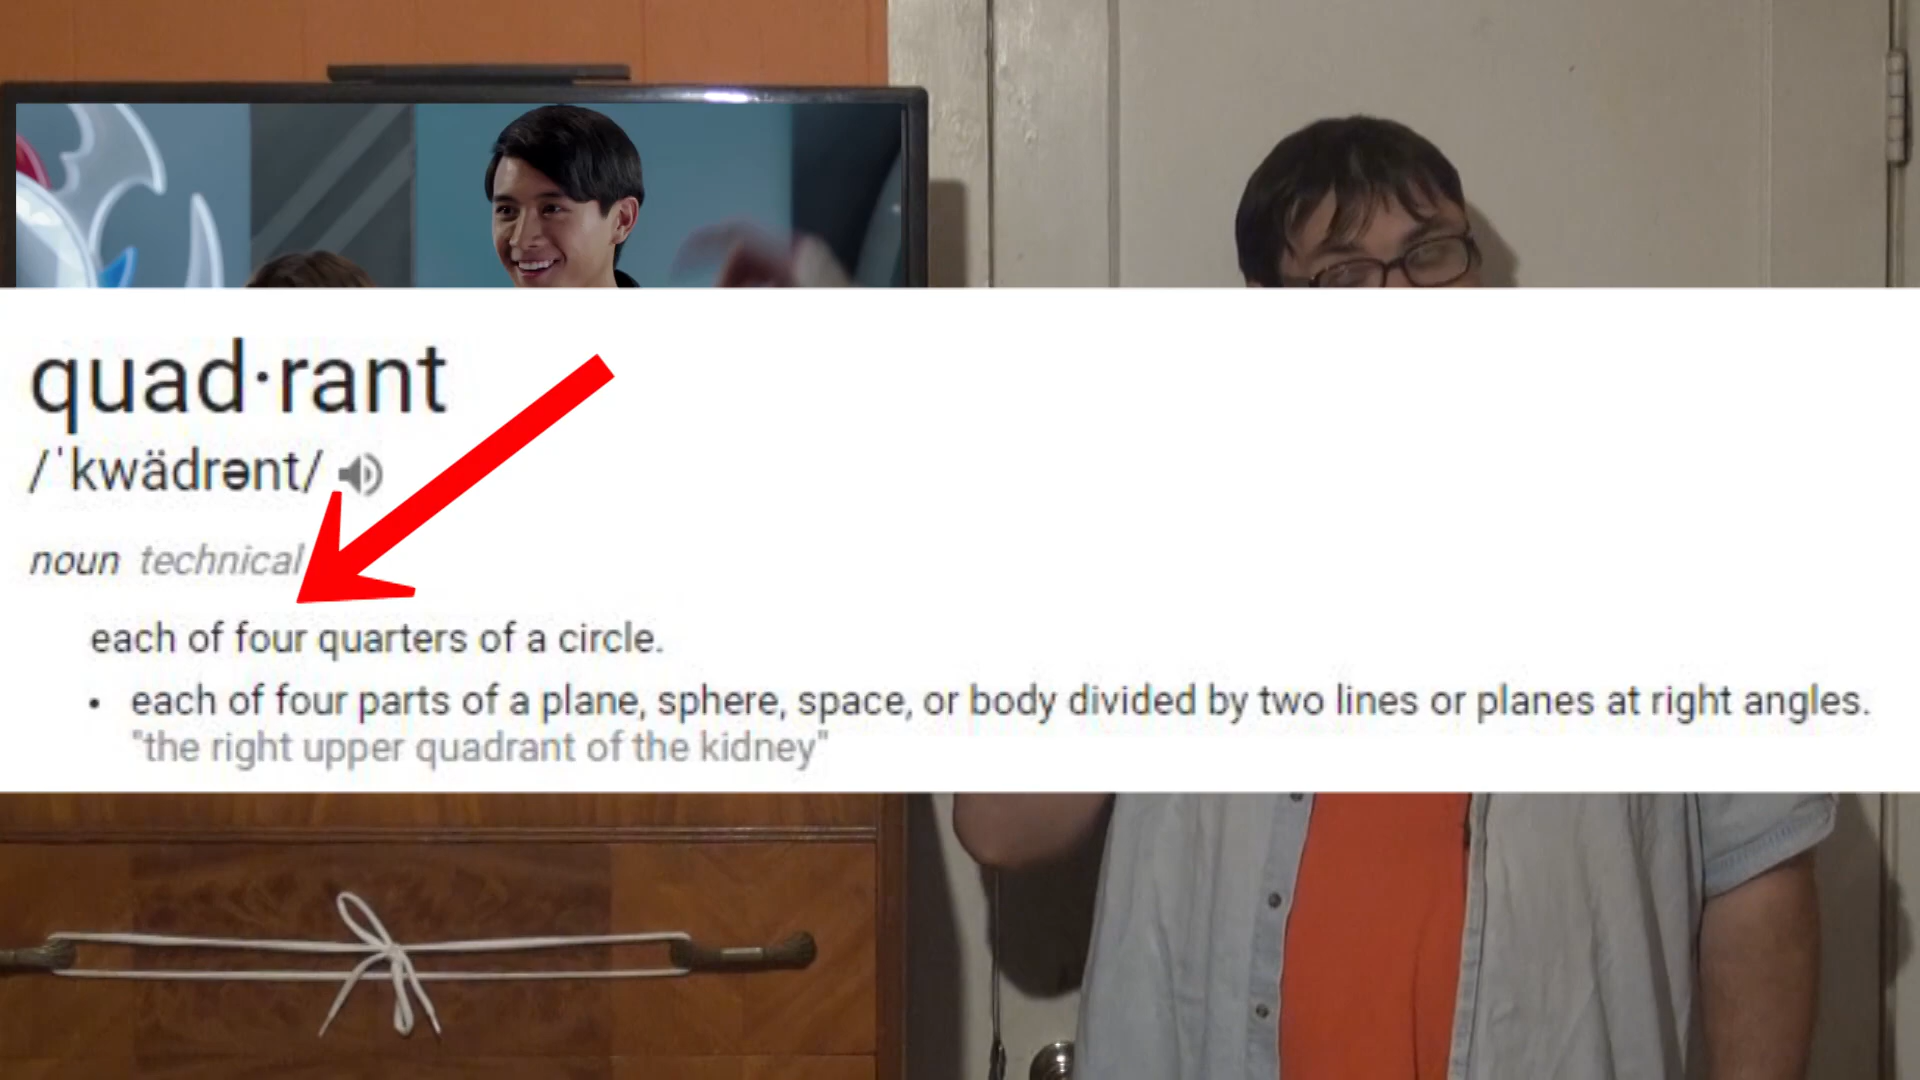 quad·rant
/ˈkwädrənt/
noun technical
each of four quarters of a circle.
• each of four parts of a plane, sphere, space, or body divided by two lines or planes at right angles.
"the right upper quadrant of the kidney"